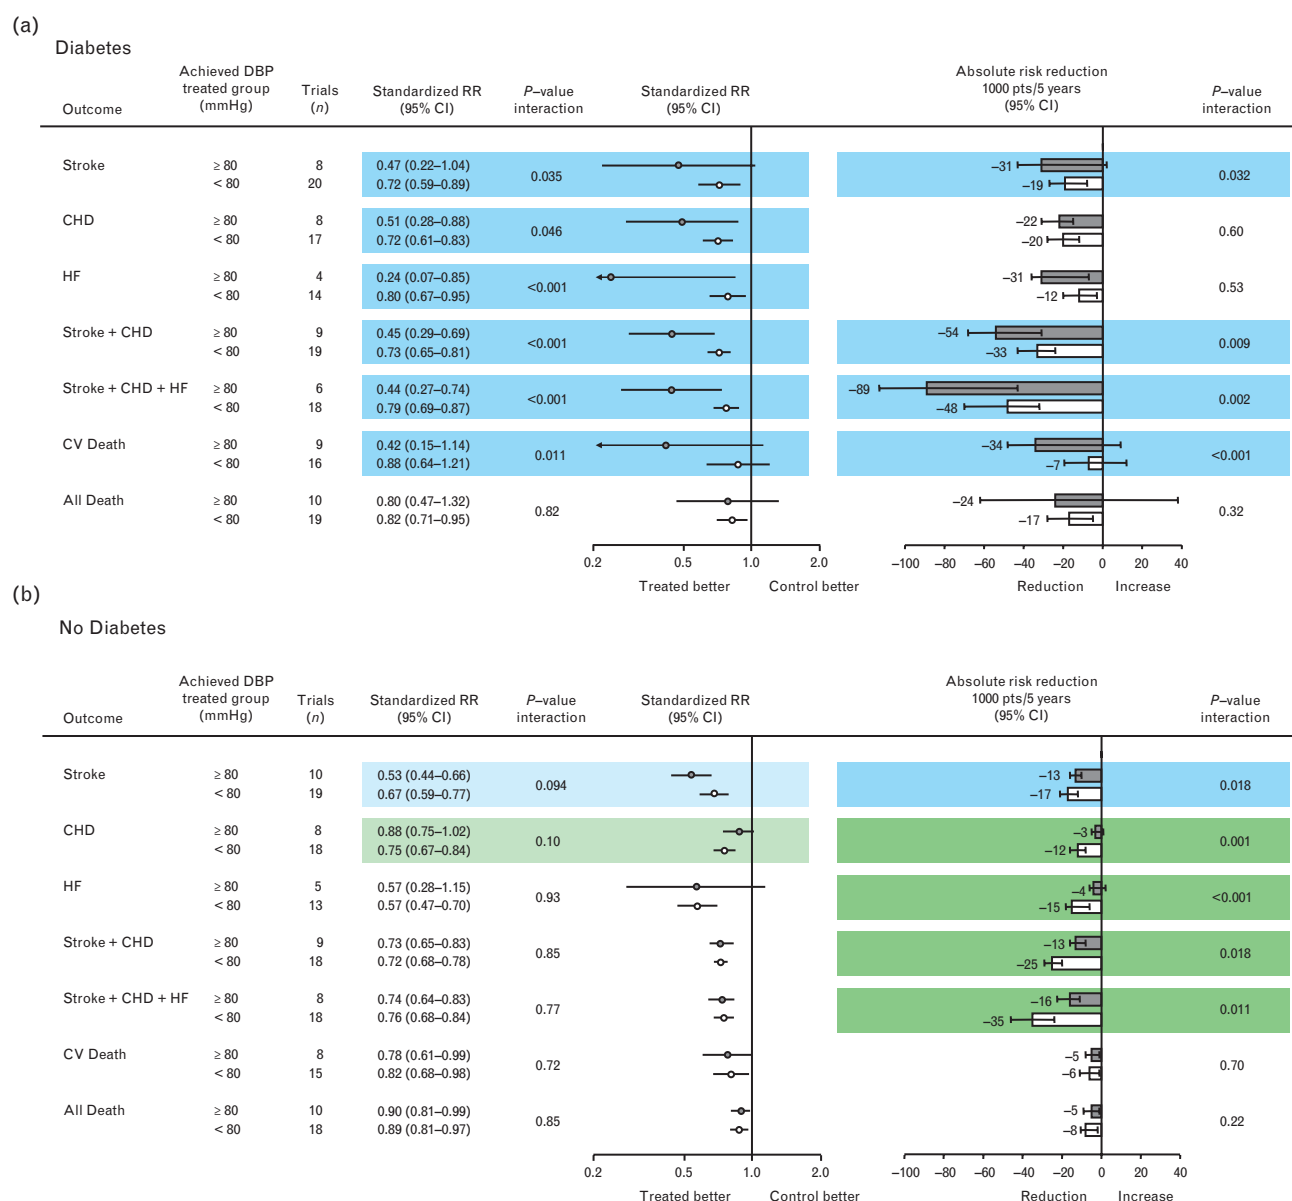 (a)
Diabetes
Outcome Achieved DBP treated group (mmHg) Trials (n) Standardized RR (95% CI) P–value interaction Standardized RR (95% CI) Absolute risk reduction 1000 pts/5 years (95% CI) P–value interaction
Stroke ≥ 80 8 0.47 (0.22–1.04) 0.035 –31 0.032
< 80 20 0.72 (0.59–0.89) –19
CHD ≥ 80 8 0.51 (0.28–0.88) 0.046 –22 0.60
< 80 17 0.72 (0.61–0.83) –20
HF ≥ 80 4 0.24 (0.07–0.85) <0.001 –31 0.53
< 80 14 0.80 (0.67–0.95) –12
Stroke + CHD ≥ 80 9 0.45 (0.29–0.69) <0.001 –54 0.009
< 80 19 0.73 (0.65–0.81) –33
Stroke + CHD + HF ≥ 80 6 0.44 (0.27–0.74) <0.001 –89 0.002
< 80 18 0.79 (0.69–0.87) –48
CV Death ≥ 80 9 0.42 (0.15–1.14) 0.011 –34 <0.001
< 80 16 0.88 (0.64–1.21) –7
All Death ≥ 80 10 0.80 (0.47–1.32) 0.82 –24 0.32
< 80 19 0.82 (0.71–0.95) –17
0.2 0.5 1.0 2.0 –100 –80 –60 –40 –20 0 20 40
Treated better Control better Reduction Increase
(b)
No Diabetes
Outcome Achieved DBP treated group (mmHg) Trials (n) Standardized RR (95% CI) P–value interaction Standardized RR (95% CI) Absolute risk reduction 1000 pts/5 years (95% CI) P–value interaction
Stroke ≥ 80 10 0.53 (0.44–0.66) 0.094 –13 0.018
< 80 19 0.67 (0.59–0.77) –17
CHD ≥ 80 8 0.88 (0.75–1.02) 0.10 –3 0.001
< 80 18 0.75 (0.67–0.84) –12
HF ≥ 80 5 0.57 (0.28–1.15) 0.93 –4 <0.001
< 80 13 0.57 (0.47–0.70) –15
Stroke + CHD ≥ 80 9 0.73 (0.65–0.83) 0.85 –13 0.018
< 80 18 0.72 (0.68–0.78) –25
Stroke + CHD + HF ≥ 80 8 0.74 (0.64–0.83) 0.77 –16 0.011
< 80 18 0.76 (0.68–0.84) –35
CV Death ≥ 80 8 0.78 (0.61–0.99) 0.72 –5 0.70
< 80 15 0.82 (0.68–0.98) –6
All Death ≥ 80 10 0.90 (0.81–0.99) 0.85 –5 0.22
< 80 18 0.89 (0.81–0.97) –8
0.2 0.5 1.0 2.0 –100 –80 –60 –40 –20 0 20 40
Treated better Control better Reduction Increase